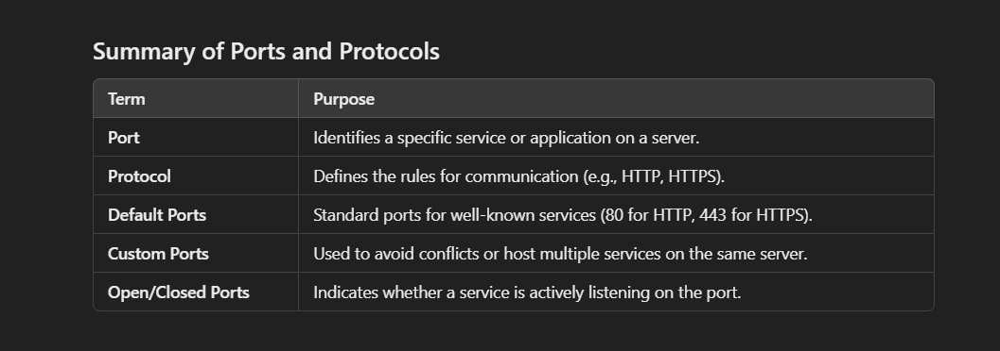 Summary of Ports and Protocols
Term Purpose
Port Identifies a specific service or application on a server.
Protocol Defines the rules for communication (e.g., HTTP, HTTPS).
Default Ports Standard ports for well-known services (80 for HTTP, 443 for HTTPS).
Custom Ports Used to avoid conflicts or host multiple services on the same server.
Open/Closed Ports Indicates whether a service is actively listening on the port.